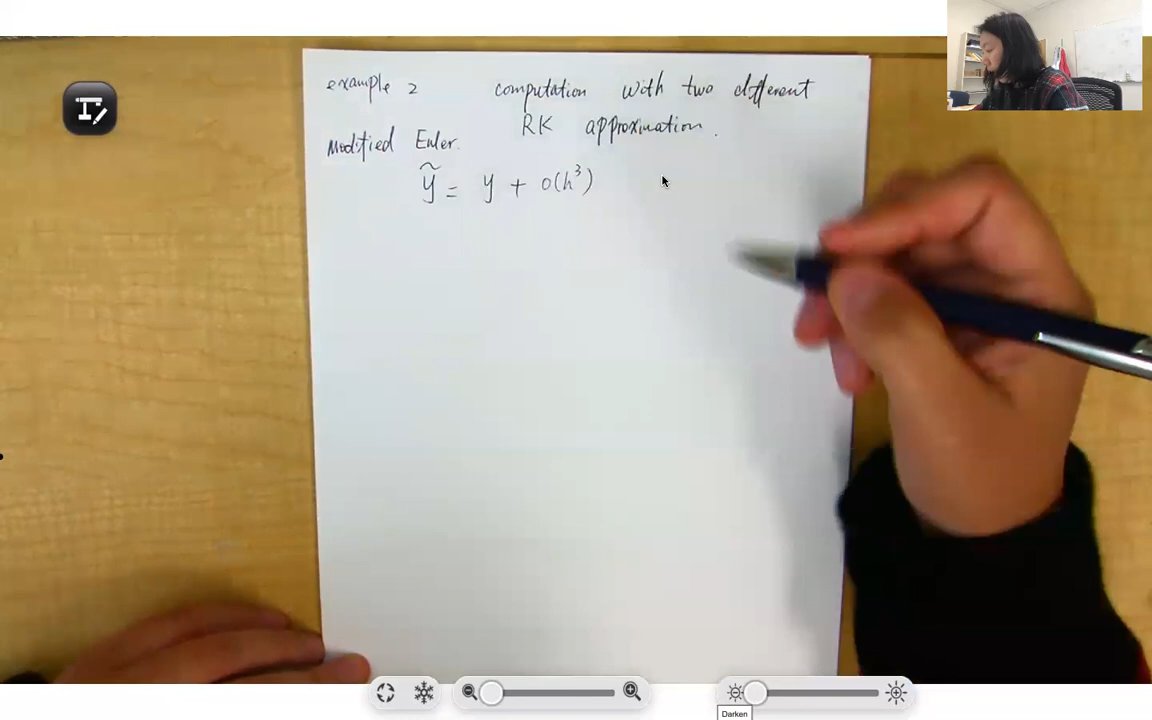 example 2 computation with two different
RK approximation.
Modified Euler.
ỹ = y + o(h³)
Darken